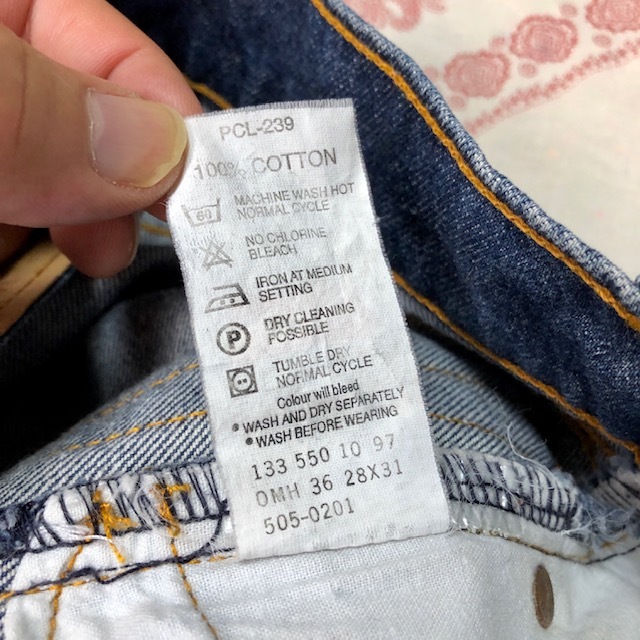 PCL-239
100% COTTON
60
MACHINE WASH HOT
NORMAL CYCLE
NO CHLORINE
BLEACH
IRON AT MEDIUM
SETTING
P
DRY CLEANING
POSSIBLE
TUMBLE DRY
NORMAL CYCLE
Colour will bleed
• WASH AND DRY SEPARATELY
• WASH BEFORE WEARING
133 550 10 97
OMH 36 28X31
505-0201